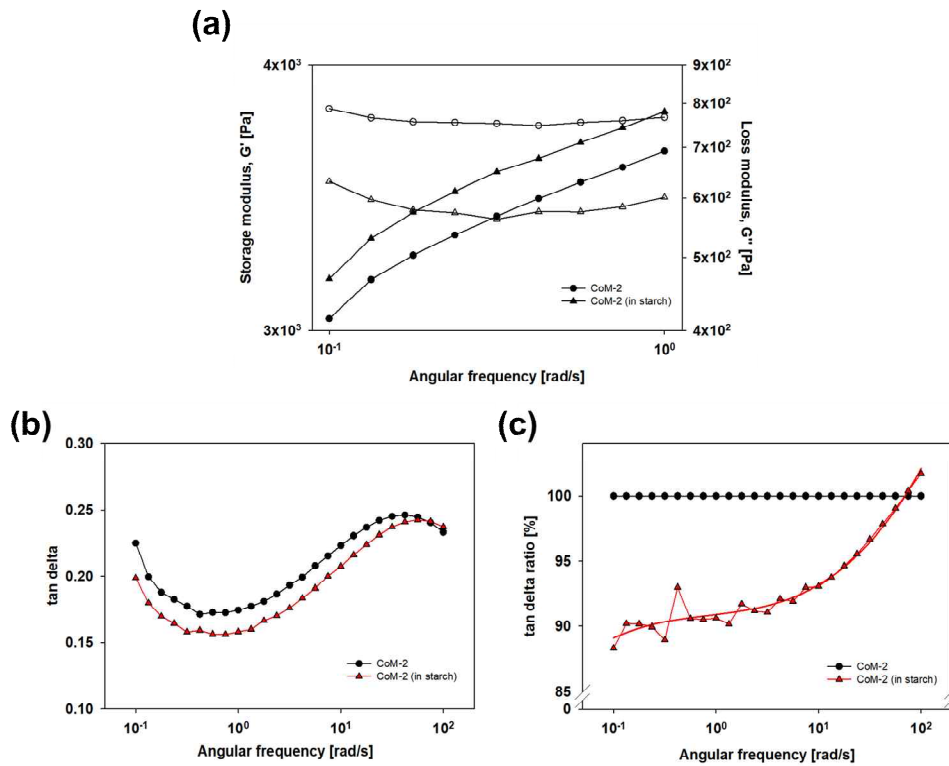 (a)
4x10³
9x10²
8x10²
7x10²
6x10²
5x10²
3x10³
4x10²
Storage modulus, G' [Pa]
Loss modulus, G'' [Pa]
CoM-2
CoM-2 (in starch)
10⁻¹
10⁰
Angular frequency [rad/s]
(b)
tan delta
0.30
0.25
0.20
0.15
0.10
CoM-2
CoM-2 (in starch)
10⁻¹
10⁰
10¹
10²
Angular frequency [rad/s]
(c)
tan delta ratio [%]
100
95
90
85
0
CoM-2
CoM-2 (in starch)
10⁻¹
10⁰
10¹
10²
Angular frequency [rad/s]